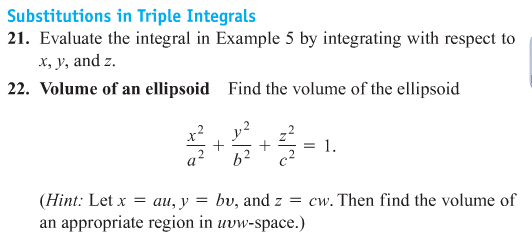 Substitutions in Triple Integrals
21. Evaluate the integral in Example 5 by integrating with respect to
x, y, and z.
22. Volume of an ellipsoid Find the volume of the ellipsoid
x²/a² + y²/b² + z²/c² = 1.
(Hint: Let x = au, y = bv, and z = cw. Then find the volume of
an appropriate region in uvw-space.)